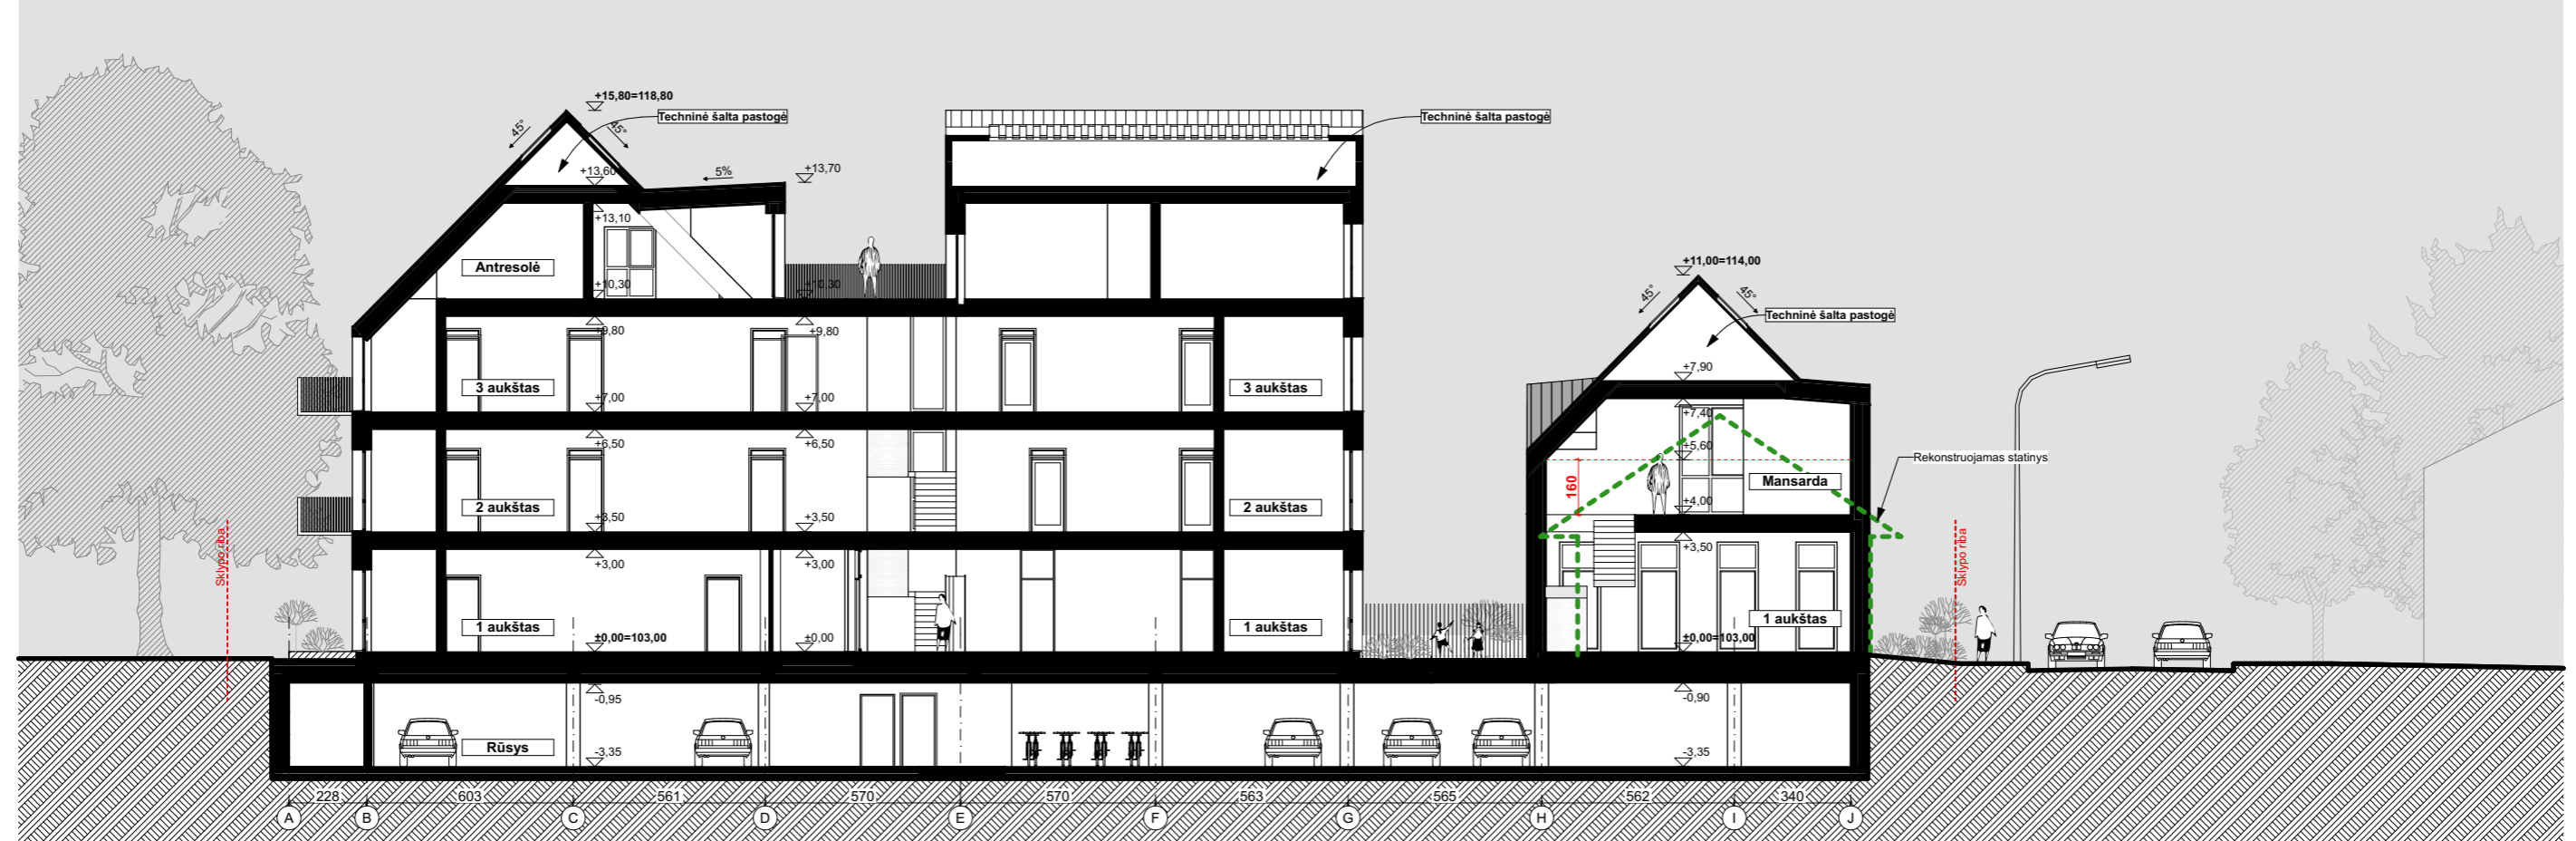 +15,80=118,80
Techninė šalta pastogė
Techninė šalta pastogė
45°
45°
+13,60
5%
+13,70
+13,10
Antresolė
+10,30
+10,30
+11,00=114,00
45°
45°
Techninė šalta pastogė
+9,80
+9,80
3 aukštas
3 aukštas
+7,90
+7,00
+7,00
+7,40
+6,50
+6,50
+5,60
Rekonstruojamas statinys
160
Mansarda
2 aukštas
2 aukštas
+4,00
+3,50
+3,50
+3,50
Sklypo riba
Sklypo riba
+3,00
+3,00
1 aukštas
1 aukštas
1 aukštas
±0,00=103,00
±0,00
±0,00=103,00
-0,95
-0,90
Rūsys
-3,35
-3,35
228
603
561
570
570
563
565
562
340
A
B
C
D
E
F
G
H
I
J